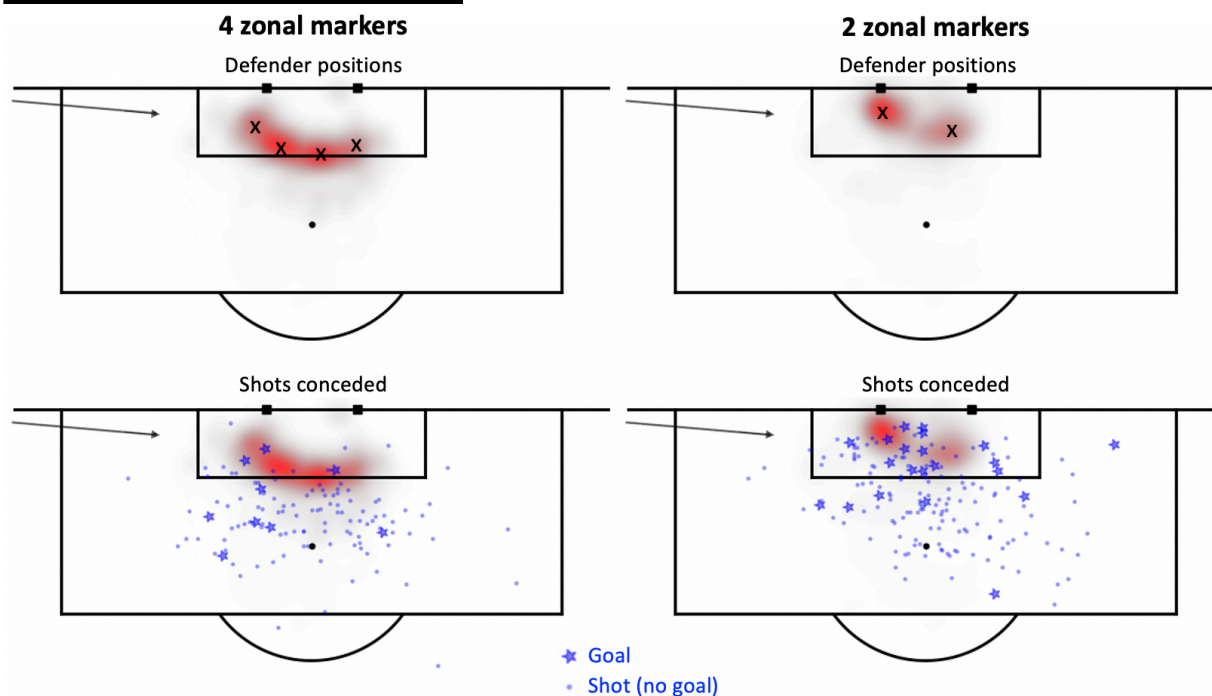 4 zonal markers
2 zonal markers
Defender positions
Defender positions
X
X
X
X
X
X
Shots conceded
Shots conceded
Goal
Shot (no goal)